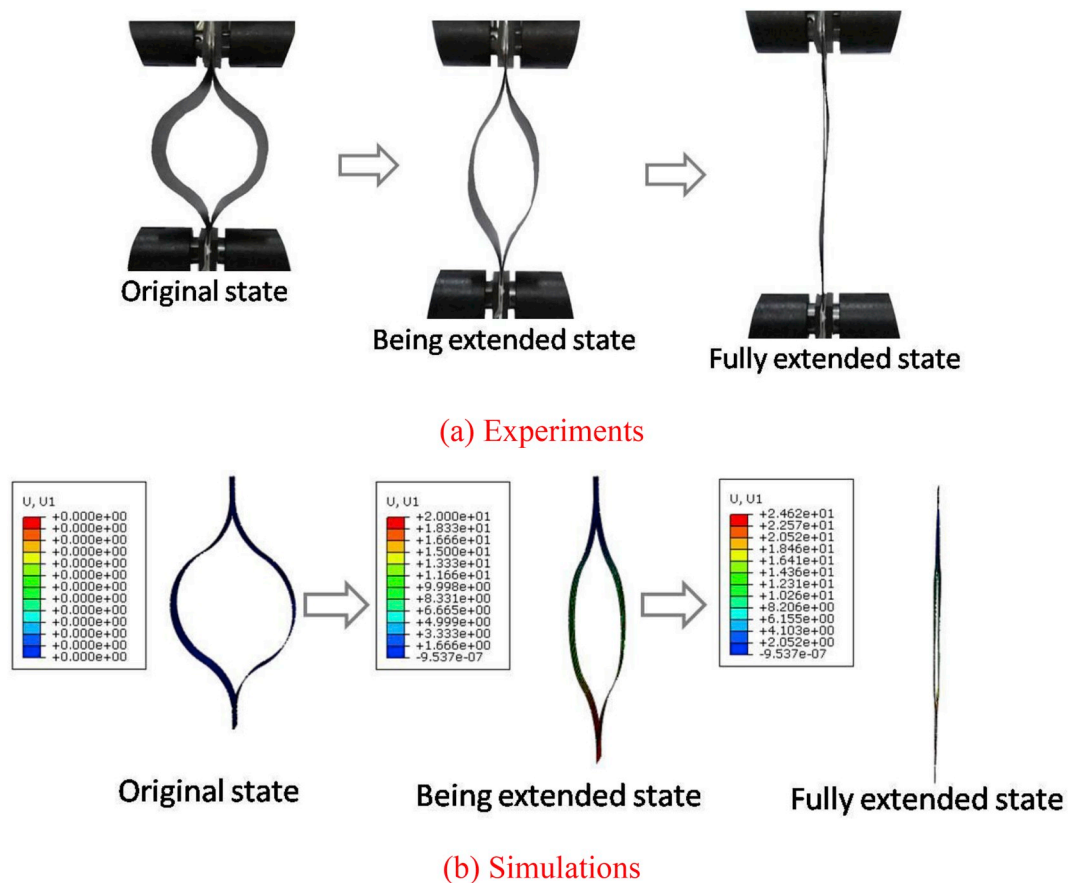 Original state
Being extended state
Fully extended state
(a) Experiments
U, U1
+0.000e+00
+0.000e+00
+0.000e+00
+0.000e+00
+0.000e+00
+0.000e+00
+0.000e+00
+0.000e+00
+0.000e+00
+0.000e+00
+0.000e+00
+0.000e+00
+0.000e+00
U, U1
+2.000e+01
+1.833e+01
+1.666e+01
+1.500e+01
+1.333e+01
+1.166e+01
+9.998e+00
+8.331e+00
+6.665e+00
+4.999e+00
+3.333e+00
+1.666e+00
-9.537e-07
U, U1
+2.462e+01
+2.257e+01
+2.052e+01
+1.846e+01
+1.641e+01
+1.436e+01
+1.231e+01
+1.026e+01
+8.206e+00
+6.155e+00
+4.103e+00
+2.052e+00
-9.537e-07
Original state
Being extended state
Fully extended state
(b) Simulations